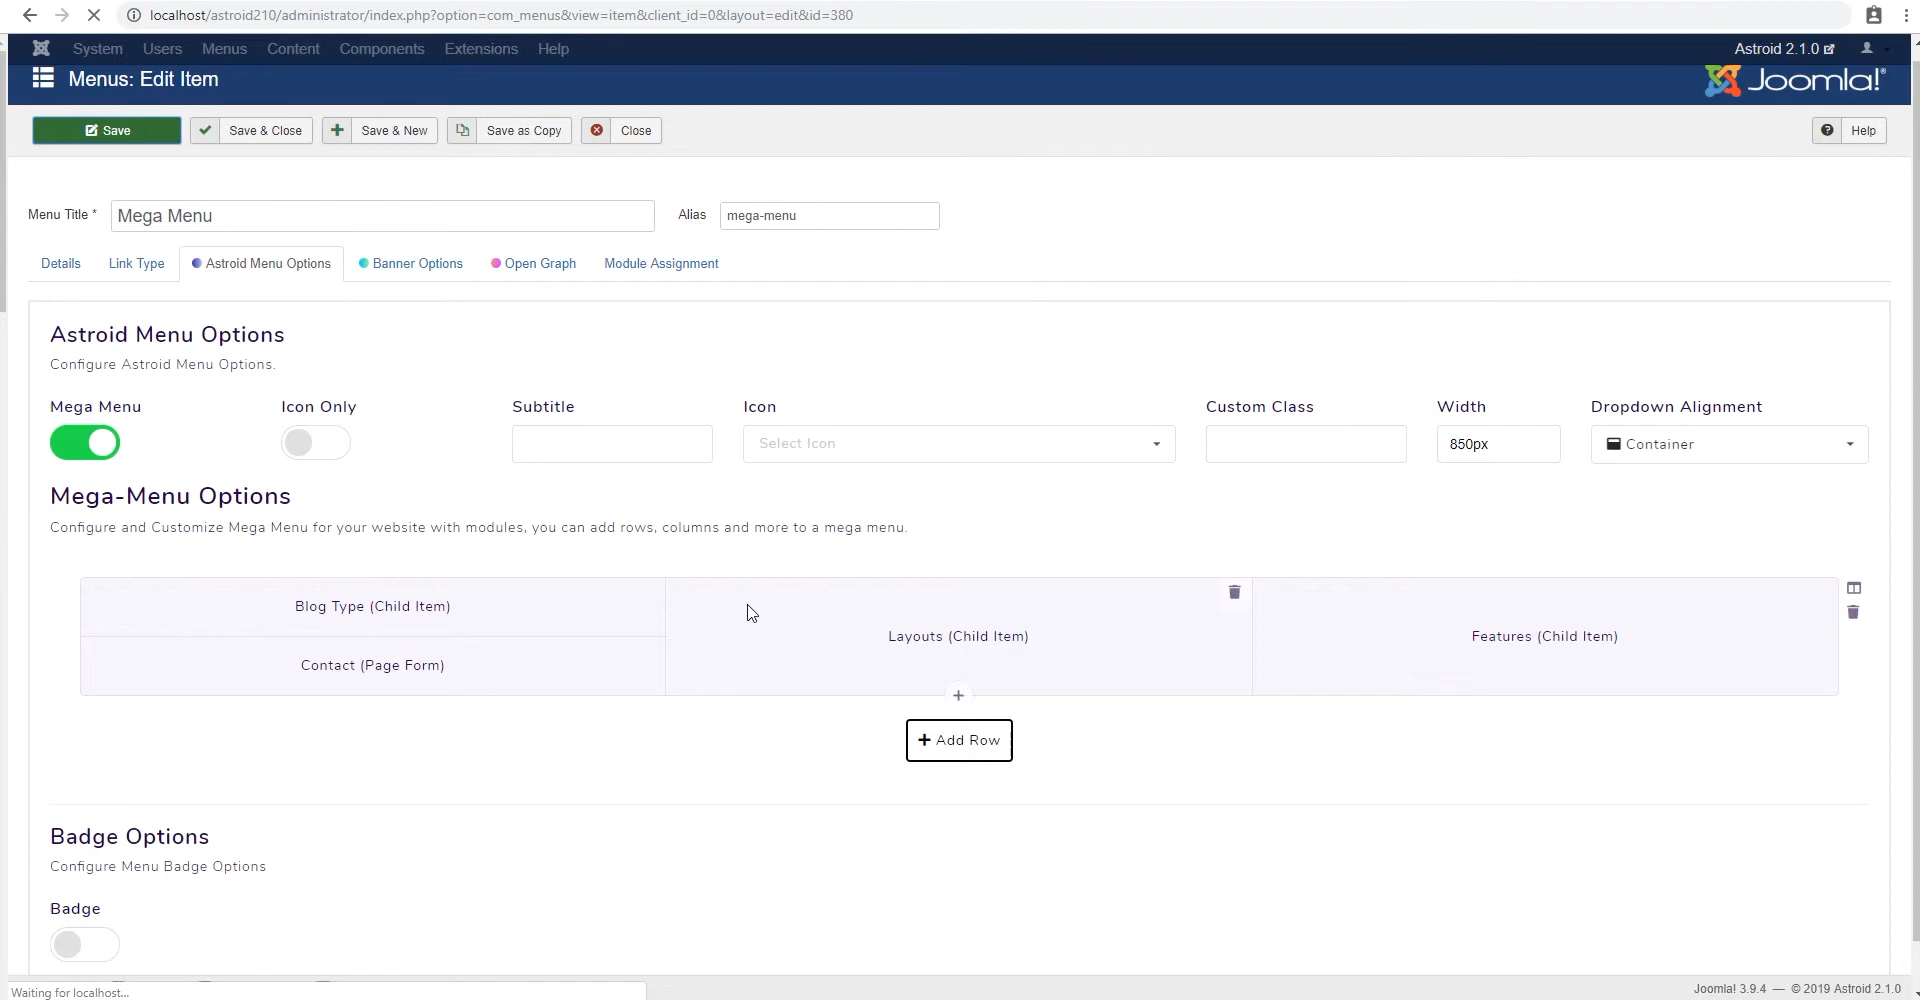 localhost/astroid210/administrator/index.php?option=com_menus&view=item&client_id=0&layout=edit&id=380
System Users Menus Content Components Extensions Help Astroid 2.1.0
Menus: Edit Item Joomla!®
Save Save & Close Save & New Save as Copy Close Help
Menu Title * Mega Menu Alias mega-menu
Details Link Type Astroid Menu Options Banner Options Open Graph Module Assignment
Astroid Menu Options
Configure Astroid Menu Options.
Mega Menu Icon Only Subtitle Icon Custom Class Width Dropdown Alignment
Select Icon 850px Container
Mega-Menu Options
Configure and Customize Mega Menu for your website with modules, you can add rows, columns and more to a mega menu.
Blog Type (Child Item)
Layouts (Child Item) Features (Child Item)
Contact (Page Form)
+
+ Add Row
Badge Options
Configure Menu Badge Options
Badge
Waiting for localhost... Joomla! 3.9.4 — © 2019 Astroid 2.1.0